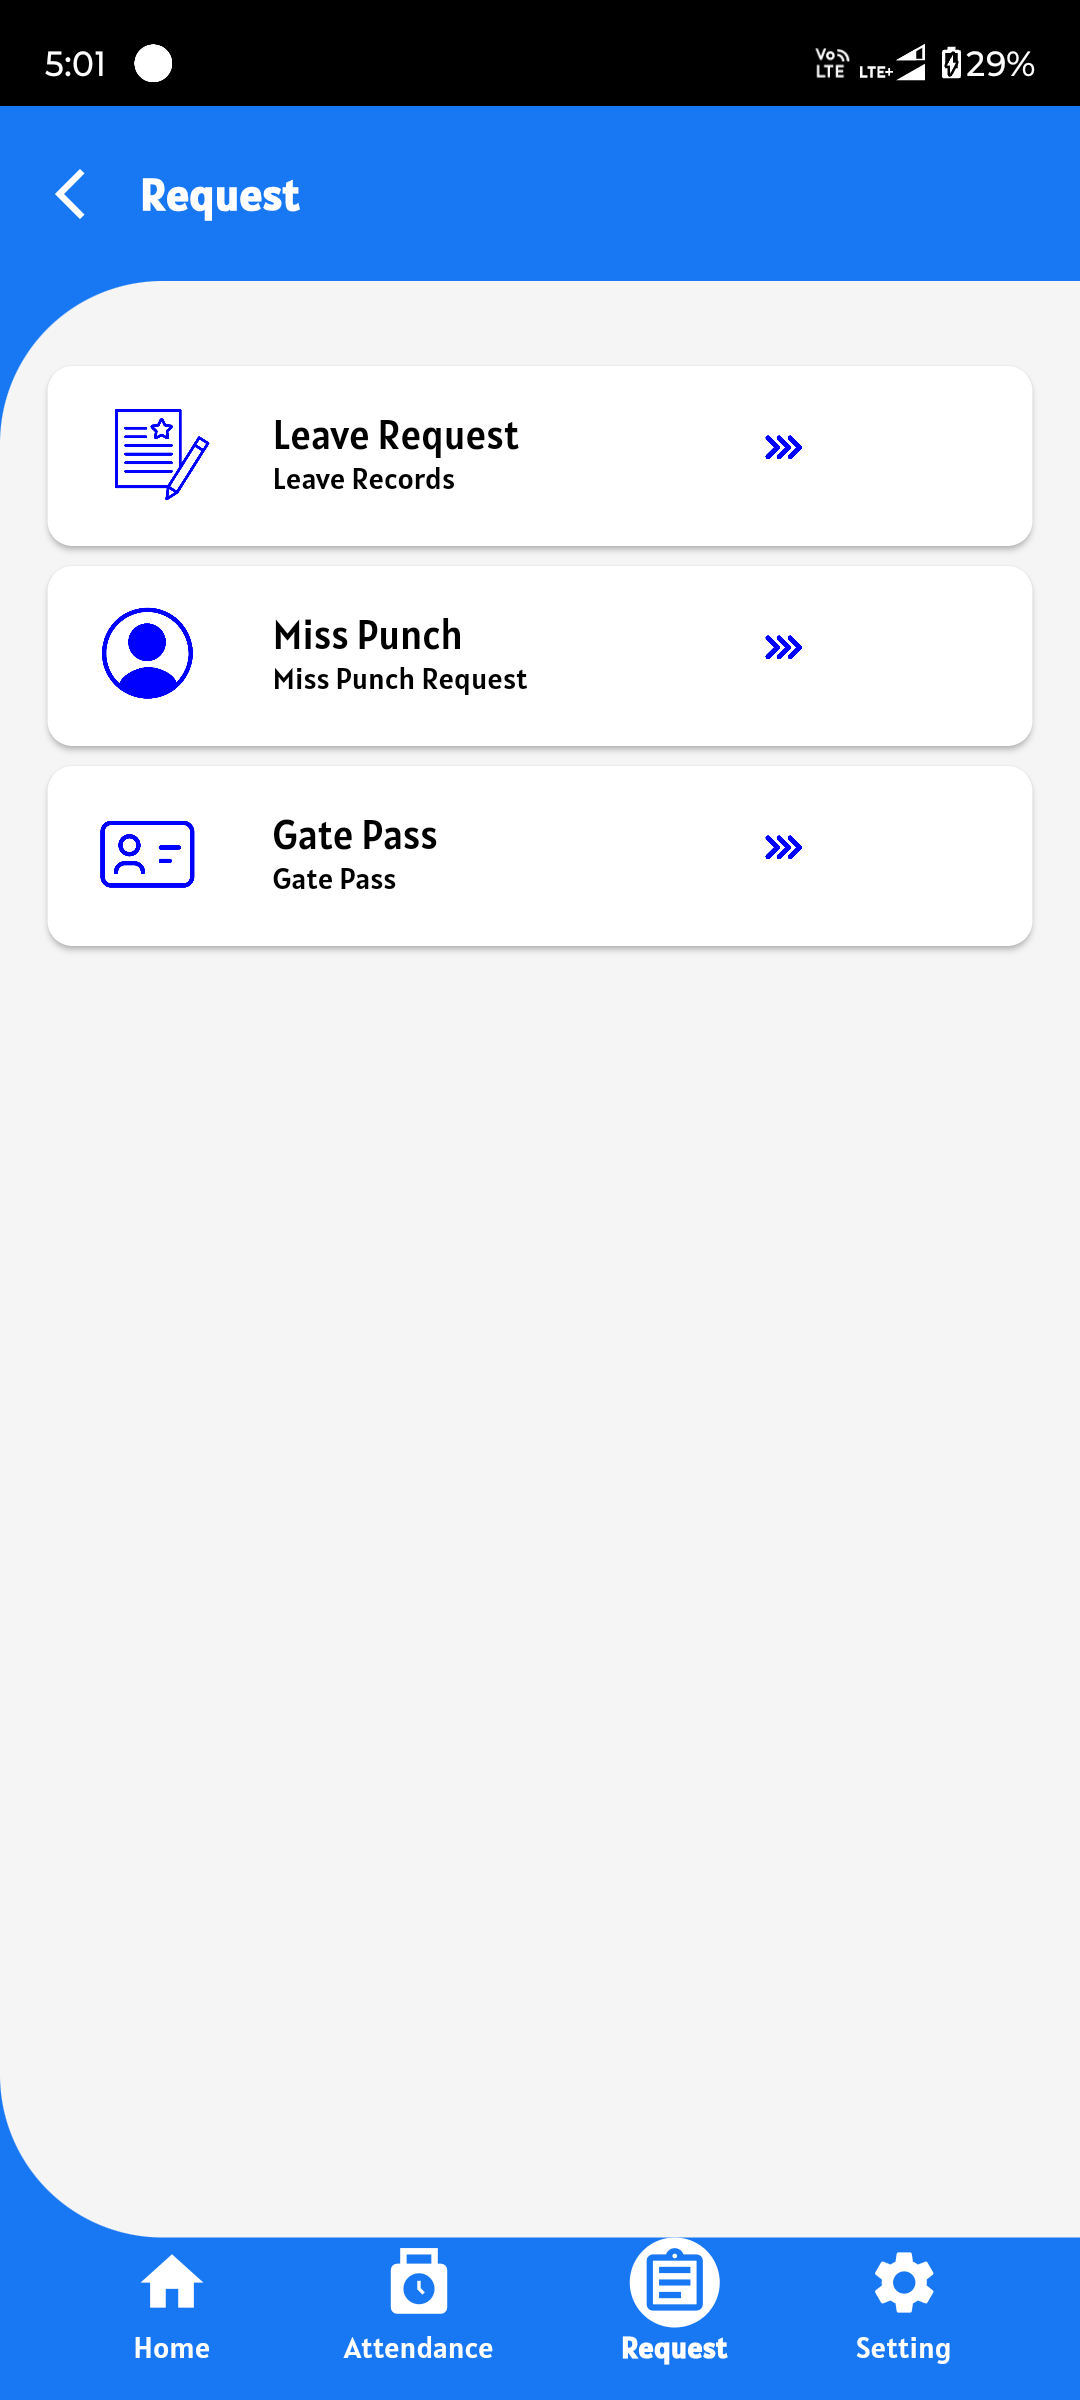 5:01
Vo LTE LTE+ 29%
Request
Leave Request
Leave Records
Miss Punch
Miss Punch Request
Gate Pass
Gate Pass
Home Attendance Request Setting